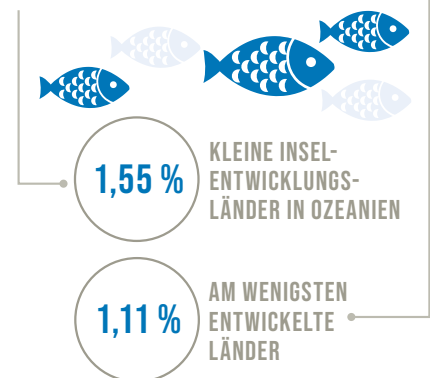 1,55 %
KLEINE INSEL-
ENTWICKLUNGS-
LÄNDER IN OZEANIEN
1,11 %
AM WENIGSTEN
ENTWICKELTE
LÄNDER